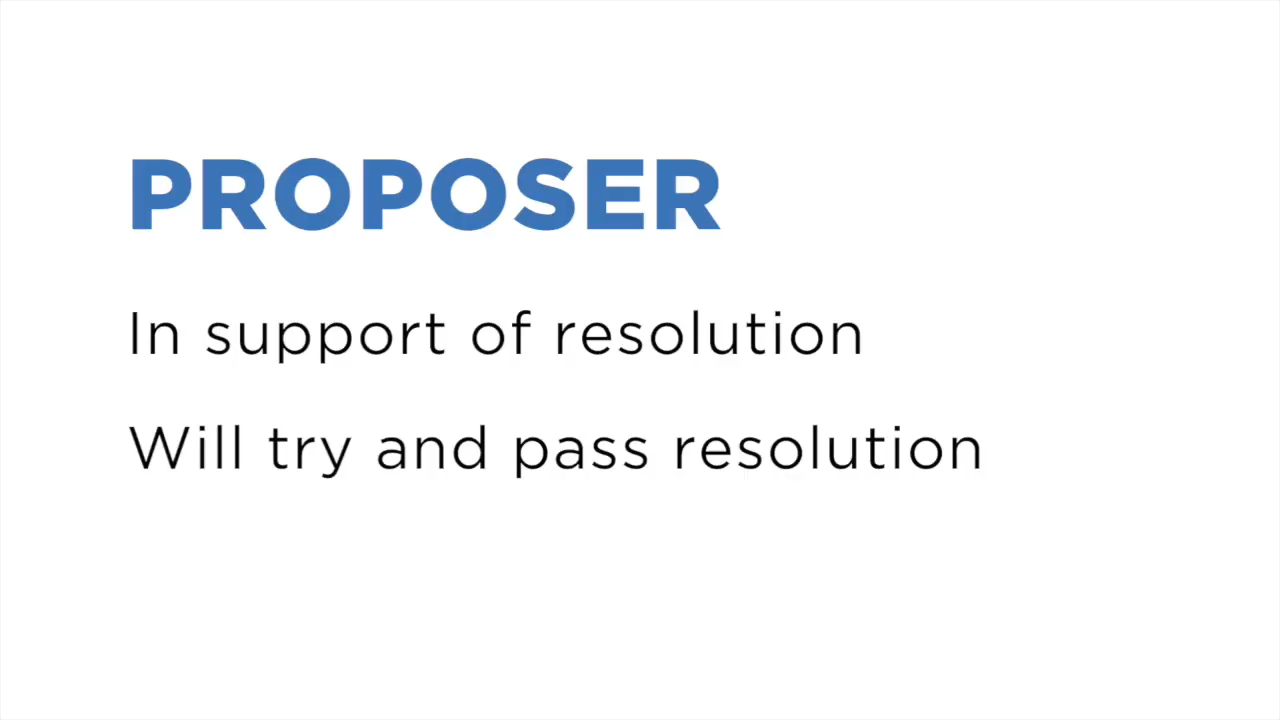 PROPOSER
In support of resolution
Will try and pass resolution